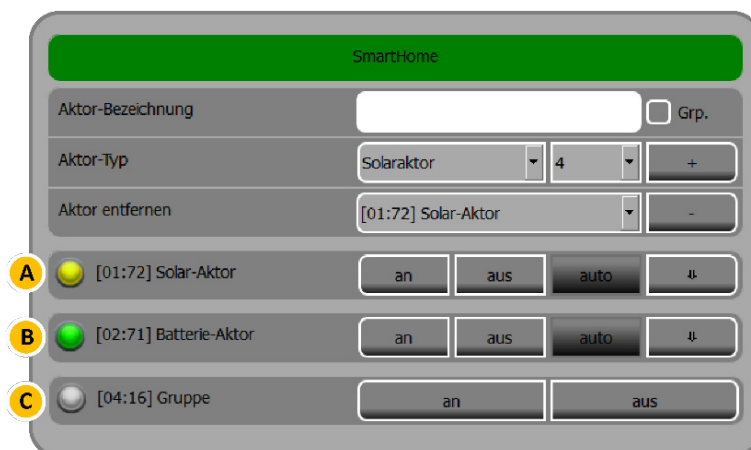 SmartHome
Aktor-Bezeichnung Grp.
Aktor-Typ Solaraktor 4 +
Aktor entfernen [01:72] Solar-Aktor -
A [01:72] Solar-Aktor an aus auto ⇓
B [02:71] Batterie-Aktor an aus auto ⇓
C [04:16] Gruppe an aus